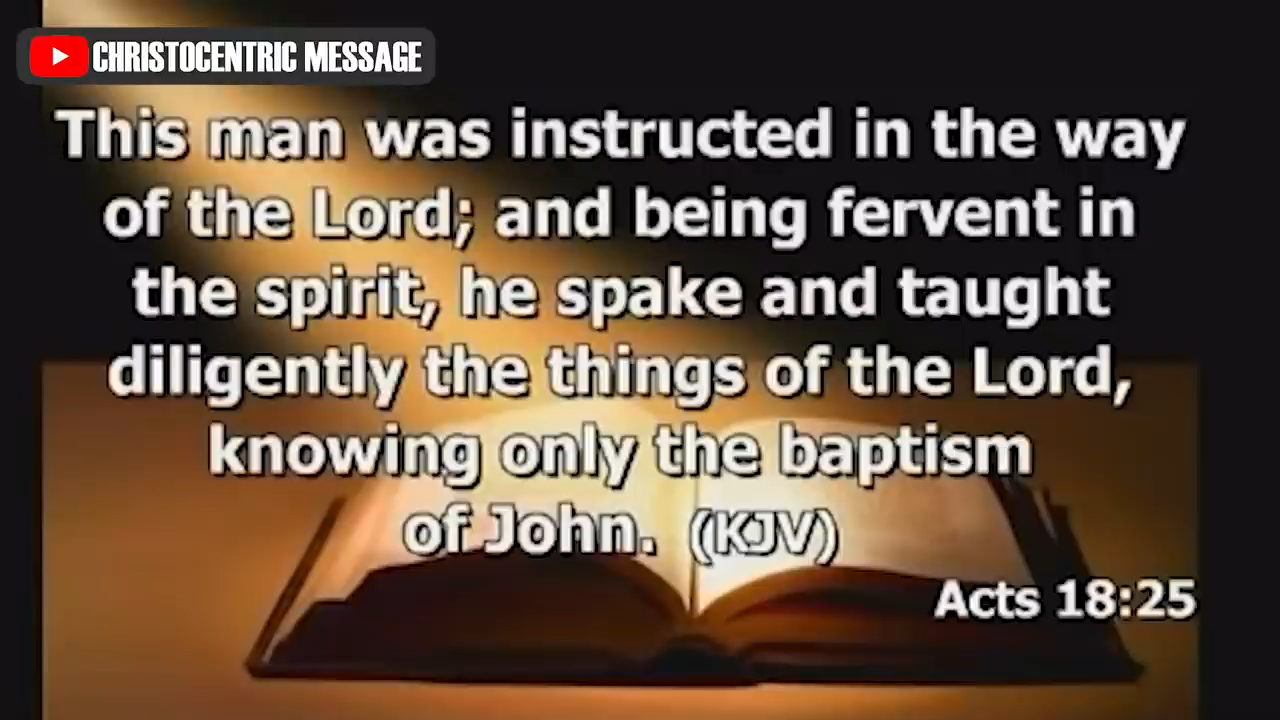 CHRISTOCENTRIC MESSAGE
This man was instructed in the way
of the Lord; and being fervent in
the spirit, he spake and taught
diligently the things of the Lord,
knowing only the baptism
of John. (KJV)
Acts 18:25